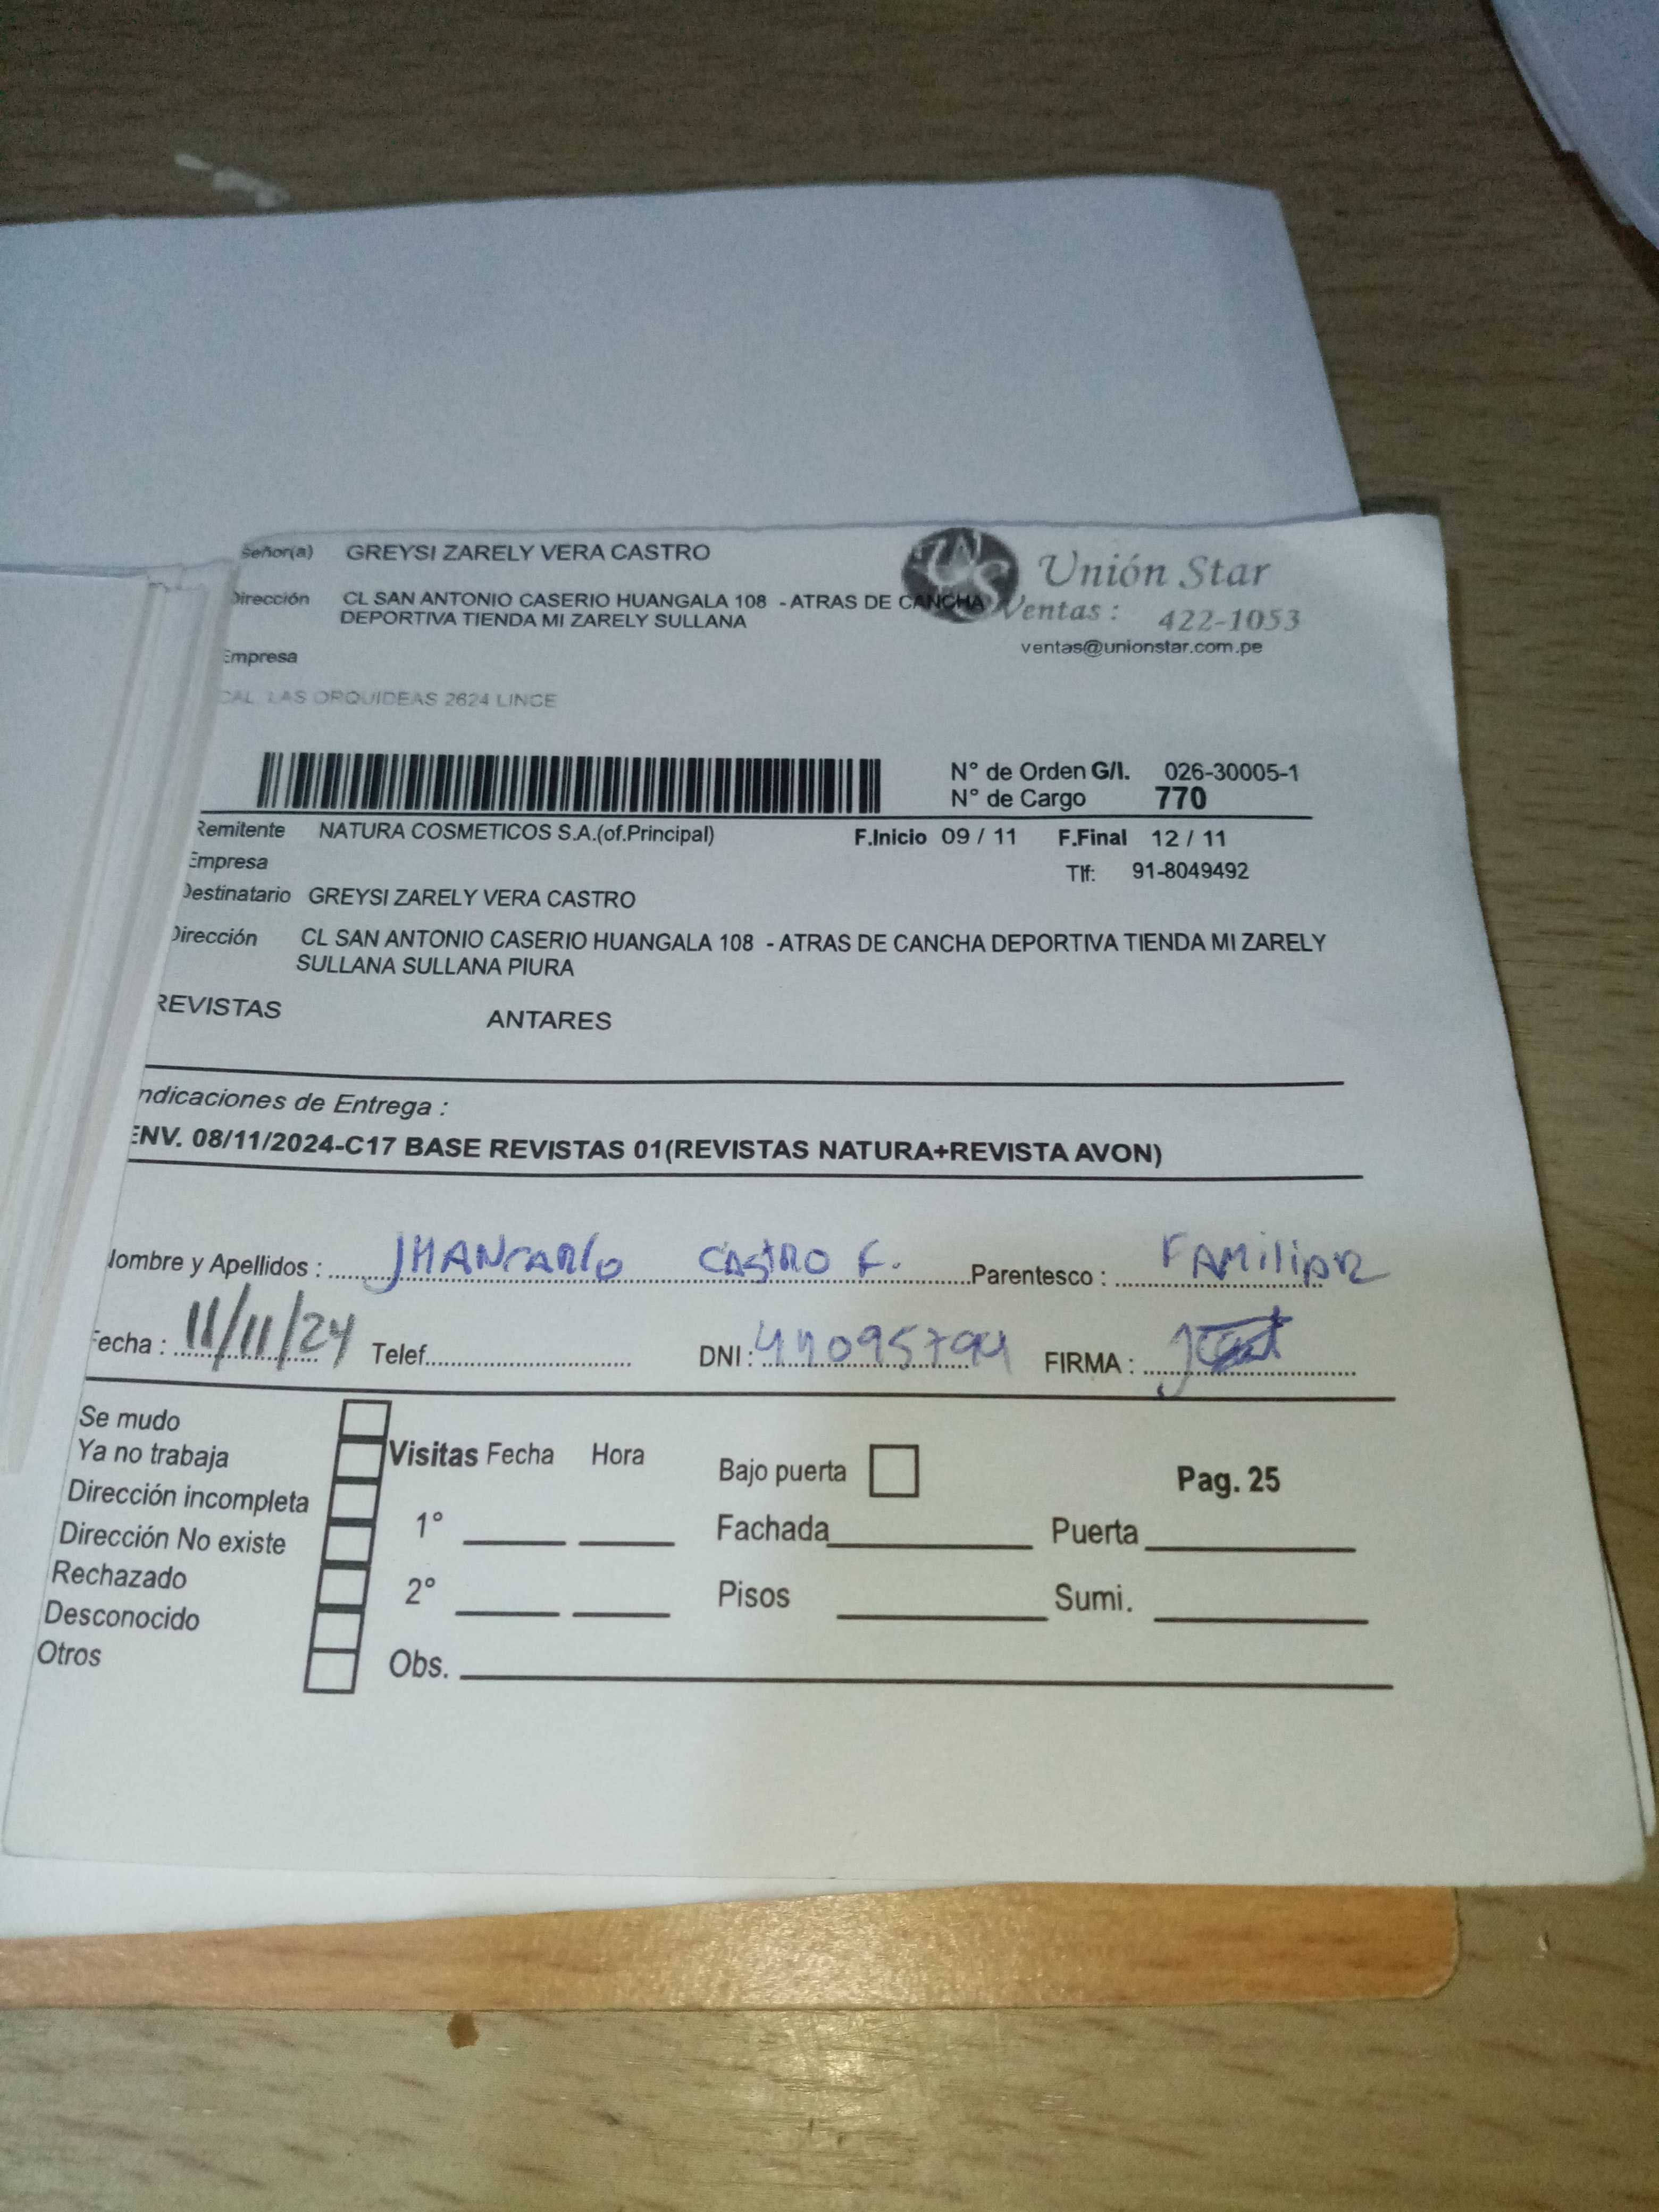 Señor(a) GREYSI ZARELY VERA CASTRO
Dirección CL SAN ANTONIO CASERIO HUANGALA 108 - ATRAS DE CANCHA
DEPORTIVA TIENDA MI ZARELY SULLANA
Empresa
CAL. LAS ORQUIDEAS 2624 LINCE
Unión Star
Ventas : 422-1053
ventas@unionstar.com.pe
N° de Orden G/I. 026-30005-1
N° de Cargo 770
Remitente NATURA COSMETICOS S.A.(of.Principal) F.Inicio 09 / 11 F.Final 12 / 11
Empresa Tlf: 91-8049492
Destinatario GREYSI ZARELY VERA CASTRO
Dirección CL SAN ANTONIO CASERIO HUANGALA 108 - ATRAS DE CANCHA DEPORTIVA TIENDA MI ZARELY
SULLANA SULLANA PIURA
REVISTAS ANTARES
Indicaciones de Entrega :
ENV. 08/11/2024-C17 BASE REVISTAS 01(REVISTAS NATURA+REVISTA AVON)
Nombre y Apellidos : JHANCARLO CASTRO F. Parentesco : FAMILIAR
Fecha : 11/11/24 Telef. DNI : FIRMA :
Se mudo
Ya no trabaja
Dirección incompleta
Dirección No existe
Rechazado
Desconocido
Otros
Visitas Fecha Hora
1°
2°
Obs.
Bajo puerta
Pag. 25
Fachada Puerta
Pisos Sumi.